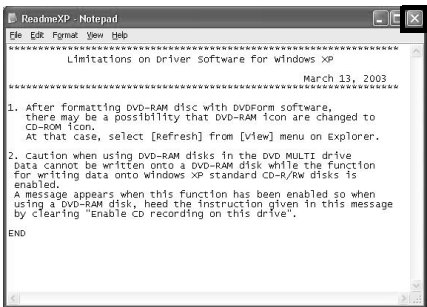 ReadmeXP - Notepad
File Edit Format View Help
************************************************************
Limitations on Driver Software for Windows XP
March 13, 2003
************************************************************
1. After formatting DVD-RAM disc with DVDForm software,
there may be a possibility that DVD-RAM icon are changed to
CD-ROM icon.
At that case, select [Refresh] from [View] menu on Explorer.
2. Caution when using DVD-RAM disks in the DVD MULTI drive
Data cannot be written onto a DVD-RAM disk while the function
for writing data onto Windows XP standard CD-R/RW disks is
enabled.
A message appears when this function has been enabled so when
using a DVD-RAM disk, heed the instruction given in this message
by clearing "Enable CD recording on this drive".
END